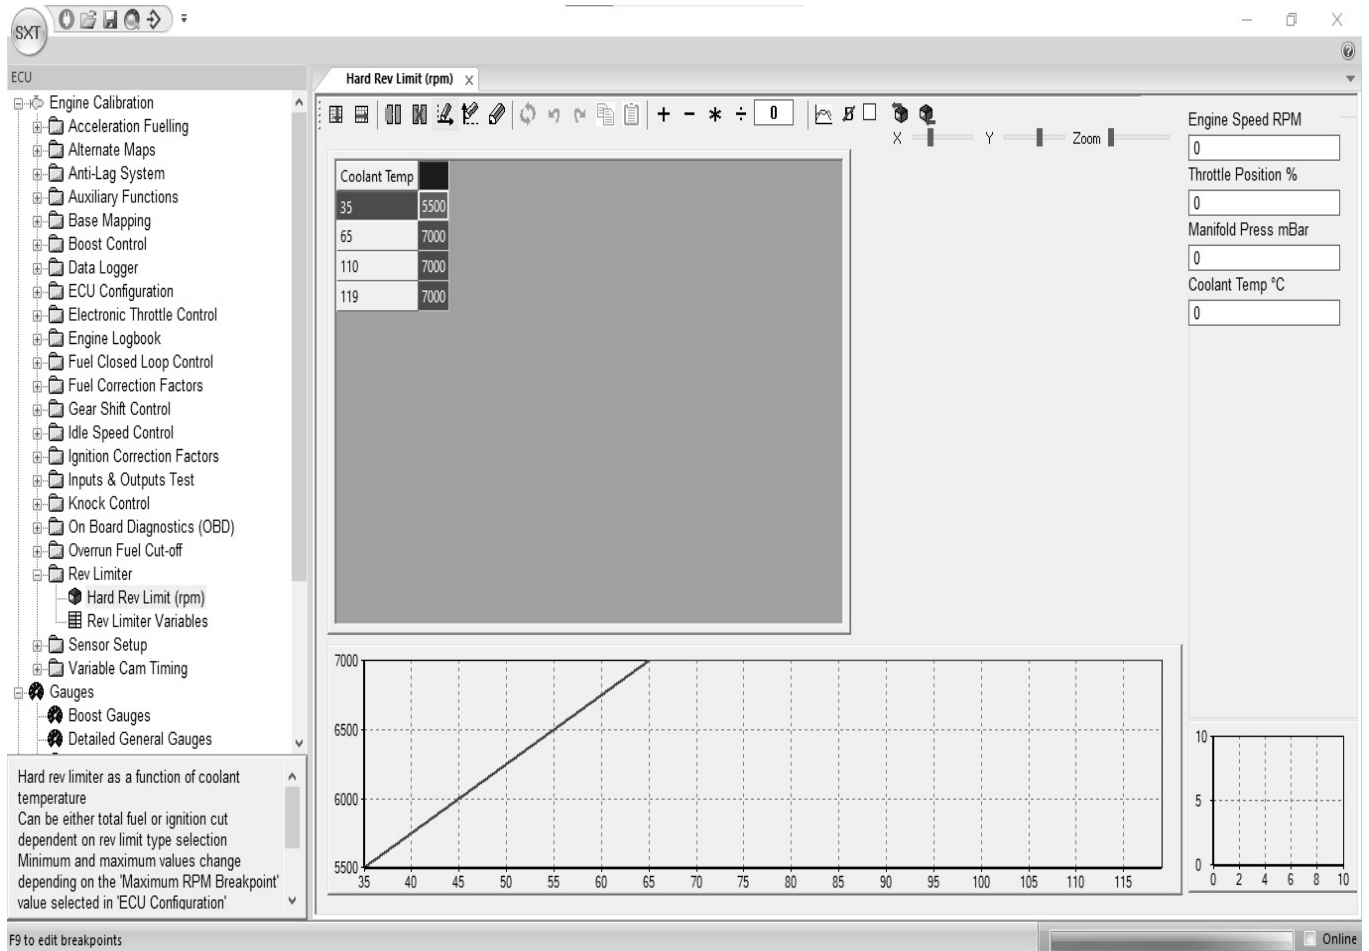 SXT
ECU
Engine Calibration
Acceleration Fuelling
Alternate Maps
Anti-Lag System
Auxiliary Functions
Base Mapping
Boost Control
Data Logger
ECU Configuration
Electronic Throttle Control
Engine Logbook
Fuel Closed Loop Control
Fuel Correction Factors
Gear Shift Control
Idle Speed Control
Ignition Correction Factors
Inputs & Outputs Test
Knock Control
On Board Diagnostics (OBD)
Overrun Fuel Cut-off
Rev Limiter
Hard Rev Limit (rpm)
Rev Limiter Variables
Sensor Setup
Variable Cam Timing
Gauges
Boost Gauges
Detailed General Gauges
Hard rev limiter as a function of coolant
temperature
Can be either total fuel or ignition cut
dependent on rev limit type selection
Minimum and maximum values change
depending on the 'Maximum RPM Breakpoint'
value selected in 'ECU Configuration'
Hard Rev Limit (rpm) x
+ - * ÷ 0
X Y Zoom
Coolant Temp
35 5500
65 7000
110 7000
119 7000
7000
6500
6000
5500
35 40 45 50 55 60 65 70 75 80 85 90 95 100 105 110 115
Engine Speed RPM
0
Throttle Position %
0
Manifold Press mBar
0
Coolant Temp °C
0
10
5
0
0 2 4 6 8 10
F9 to edit breakpoints
Online